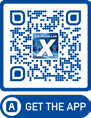 X
A GET THE APP